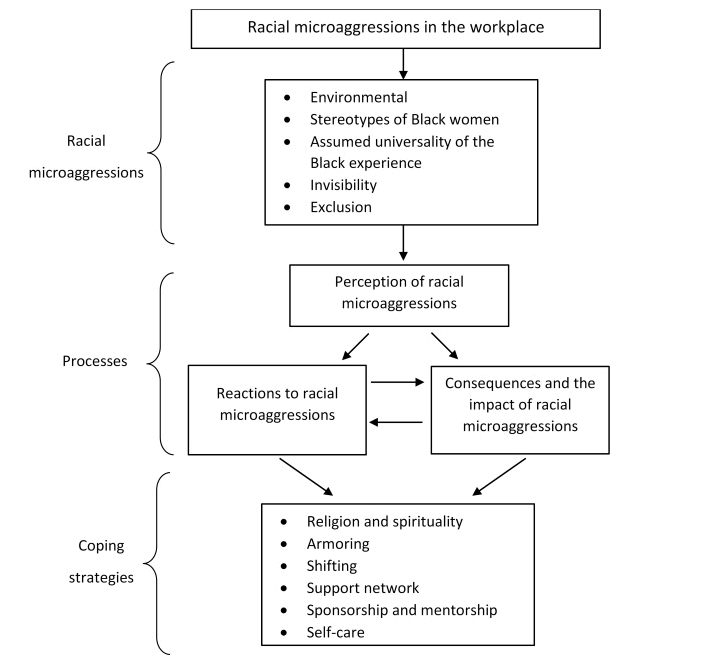 Racial microaggressions in the workplace
Racial
microaggressions
• Environmental
• Stereotypes of Black women
• Assumed universality of the
Black experience
• Invisibility
• Exclusion
Processes
Perception of racial
microaggressions
Reactions to racial
microaggressions
Consequences and the
impact of racial
microaggressions
Coping
strategies
• Religion and spirituality
• Armoring
• Shifting
• Support network
• Sponsorship and mentorship
• Self-care